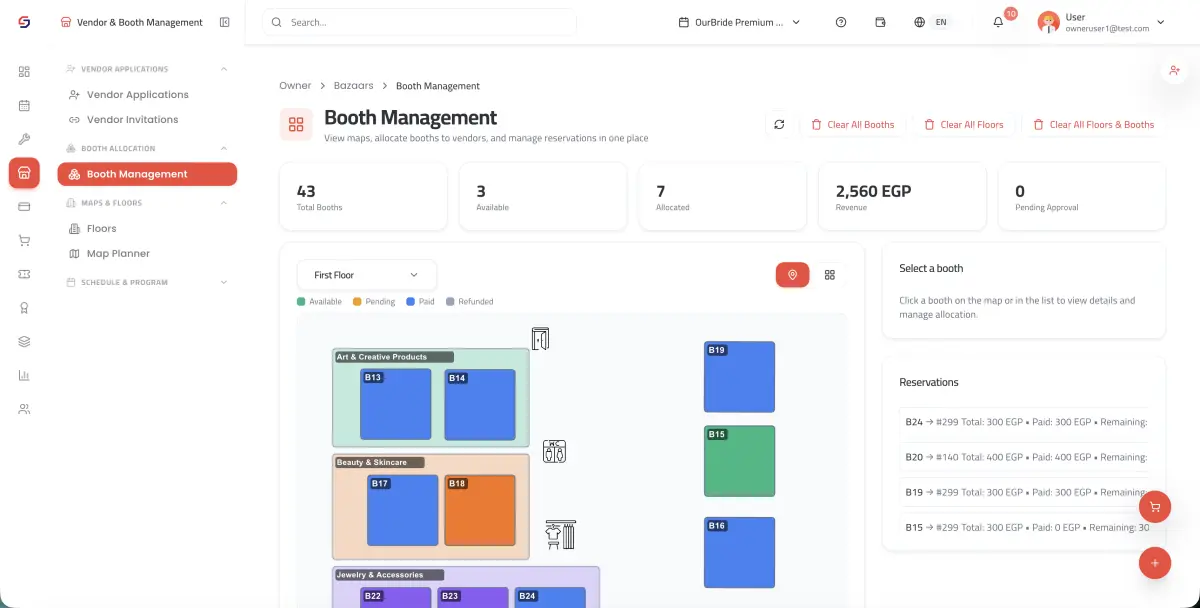 Vendor & Booth Management
Search...
OurBride Premium ...
EN
10
User
owneruser1@test.com
VENDOR APPLICATIONS
Vendor Applications
Vendor Invitations
BOOTH ALLOCATION
Booth Management
MAPS & FLOORS
Floors
Map Planner
SCHEDULE & PROGRAM
Owner > Bazaars > Booth Management
Booth Management
View maps, allocate booths to vendors, and manage reservations in one place
Clear All Booths
Clear All Floors
Clear All Floors & Booths
43
Total Booths
3
Available
7
Allocated
2,560 EGP
Revenue
0
Pending Approval
First Floor
Available
Pending
Paid
Refunded
Art & Creative Products
B13
B14
Beauty & Skincare
B17
B18
Jewelry & Accessories
B22
B23
B24
WC
B19
B15
B16
Select a booth
Click a booth on the map or in the list to view details and
manage allocation.
Reservations
B24 → #299 Total: 300 EGP • Paid: 300 EGP • Remaining:
B20 → #140 Total: 400 EGP • Paid: 400 EGP • Remaining:
B19 → #299 Total: 300 EGP • Paid: 300 EGP • Remaining:
B15 → #299 Total: 300 EGP • Paid: 0 EGP • Remaining: 30